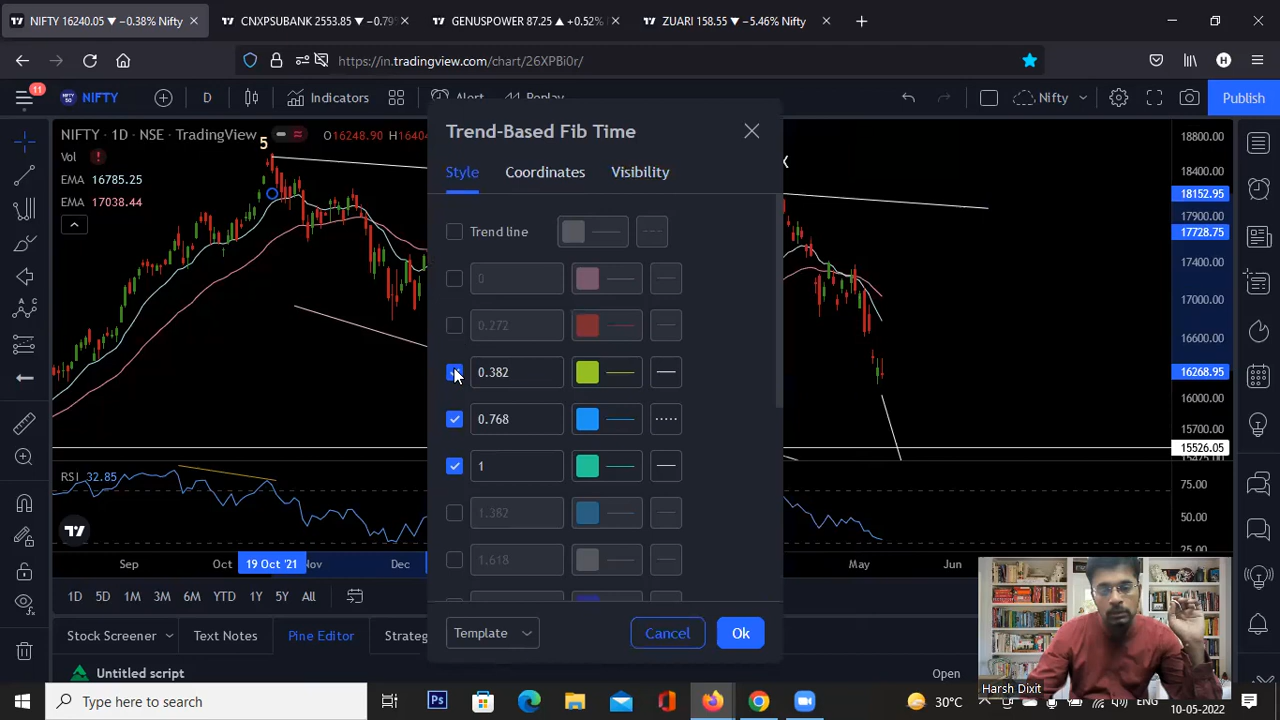 NIFTY 16240.05 ▼ −0.38% Nifty
CNXPSUBANK 2553.85 ▼ −0.79
GENUSPOWER 87.25 ▲ +0.52%
ZUARI 158.55 ▼ −5.46% Nifty
https://in.tradingview.com/chart/26XPBi0r/
H
11
NIFTY
D
Indicators
Alert
Replay
Nifty
Publish
NIFTY · 1D · NSE · TradingView
O16248.90
Vol
EMA 16785.25
EMA 17038.44
5
X
Trend-Based Fib Time
Style
Coordinates
Visibility
Trend line
0
0.272
0.382
0.768
1
1.382
1.618
Template
Cancel
Ok
18800.00
18400.00
18152.95
17900.00
17728.75
17400.00
17000.00
16600.00
16268.95
16000.00
15700.00
15526.05
RSI 32.85
75.00
50.00
25.00
Sep
Oct
19 Oct '21
Nov
Dec
May
Jun
1D 5D 1M 3M 6M YTD 1Y 5Y All
Stock Screener
Text Notes
Pine Editor
Untitled script
Open
Harsh Dixit
Type here to search
Ps
30°C
ENG
10-05-2022